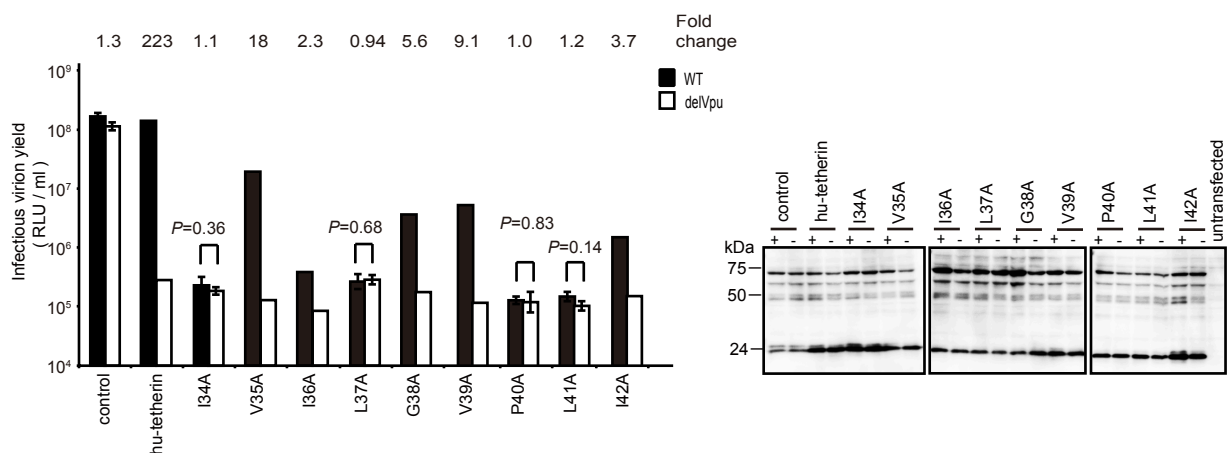 Fold
change
1.3 223 1.1 18 2.3 0.94 5.6 9.1 1.0 1.2 3.7
WT
delVpu
Infectious virion yield
( RLU / ml )
10⁹
10⁸
10⁷
10⁶
10⁵
10⁴
P=0.36
P=0.68
P=0.83
P=0.14
control
hu-tetherin
I34A
V35A
I36A
L37A
G38A
V39A
P40A
L41A
I42A
control
hu-tetherin
I34A
V35A
I36A
L37A
G38A
V39A
P40A
L41A
I42A
untransfected
+ - + - + - + -
+ - + - + - + -
+ - + - + -
kDa
75
50
24